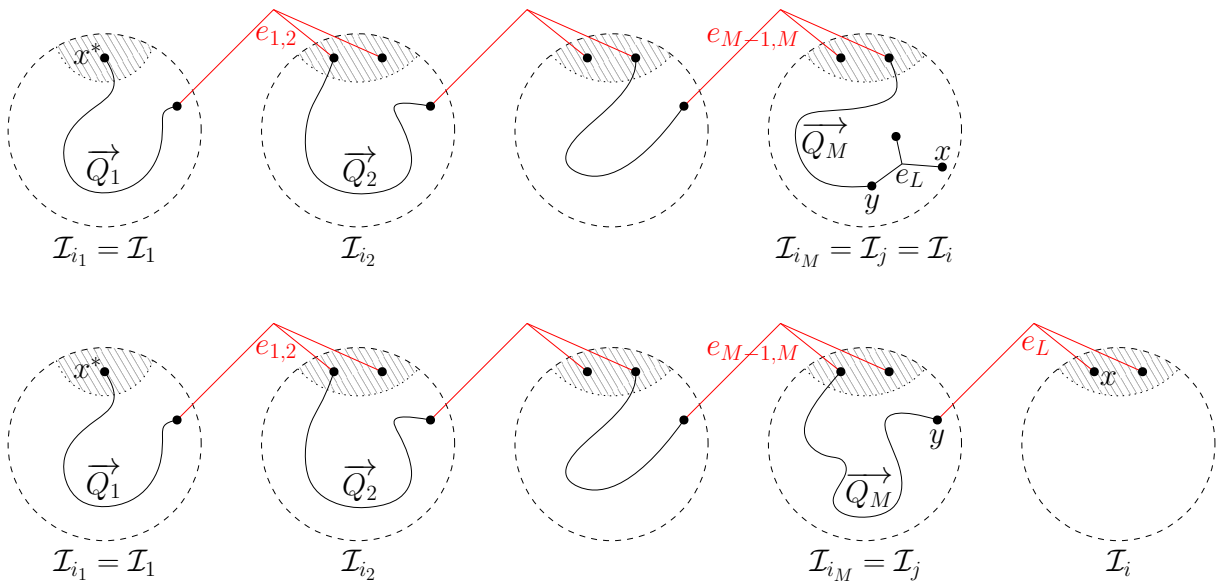 e_{1,2} e_{M-1,M}
x^*
\overrightarrow{Q_1} \overrightarrow{Q_2} \overrightarrow{Q_M} x
e_L
y
\mathcal{I}_{i_1} = \mathcal{I}_1 \mathcal{I}_{i_2} \mathcal{I}_{i_M} = \mathcal{I}_j = \mathcal{I}_i
e_{1,2} e_{M-1,M} e_L
x^* x
y
\overrightarrow{Q_1} \overrightarrow{Q_2} \overrightarrow{Q_M}
\mathcal{I}_{i_1} = \mathcal{I}_1 \mathcal{I}_{i_2} \mathcal{I}_{i_M} = \mathcal{I}_j \mathcal{I}_i